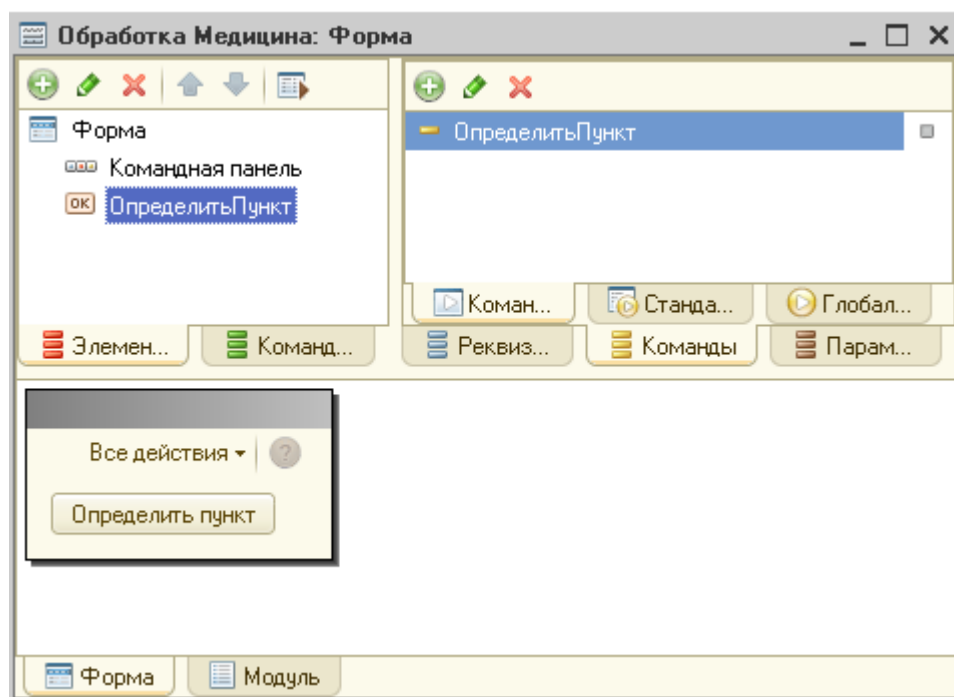 Обработка Медицина: Форма
Форма
Командная панель
ОК ОпределитьПункт
ОпределитьПункт
Коман... Станда... Глобал...
Элемен... Команд... Реквиз... Команды Парам...
Все действия
?
Определить пункт
Форма Модуль